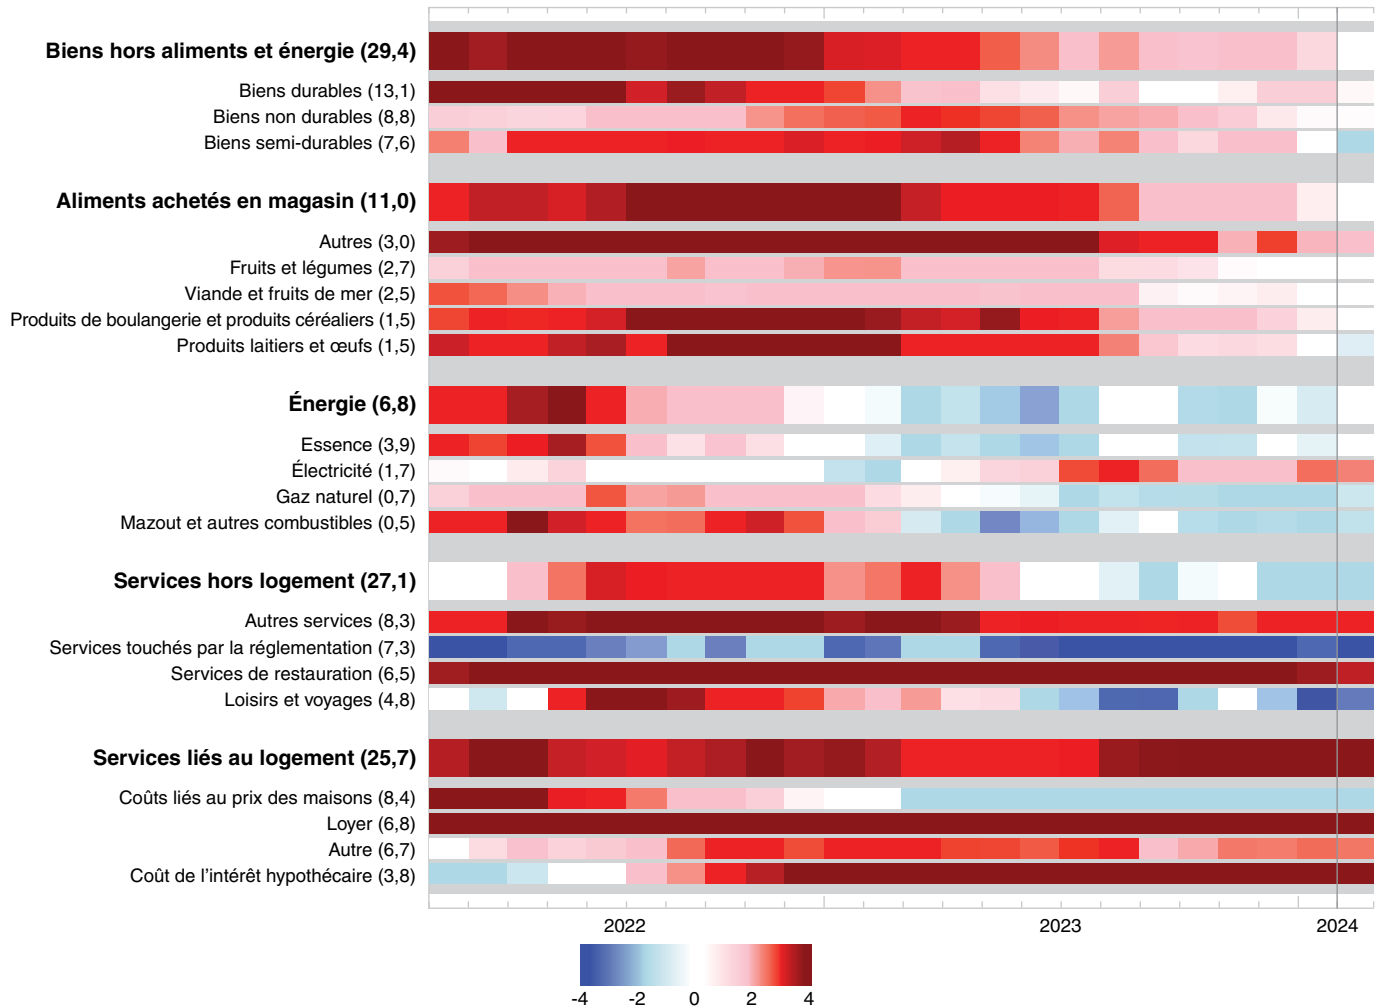 Biens hors aliments et énergie (29,4)
Biens durables (13,1)
Biens non durables (8,8)
Biens semi-durables (7,6)
Aliments achetés en magasin (11,0)
Autres (3,0)
Fruits et légumes (2,7)
Viande et fruits de mer (2,5)
Produits de boulangerie et produits céréaliers (1,5)
Produits laitiers et œufs (1,5)
Énergie (6,8)
Essence (3,9)
Électricité (1,7)
Gaz naturel (0,7)
Mazout et autres combustibles (0,5)
Services hors logement (27,1)
Autres services (8,3)
Services touchés par la réglementation (7,3)
Services de restauration (6,5)
Loisirs et voyages (4,8)
Services liés au logement (25,7)
Coûts liés au prix des maisons (8,4)
Loyer (6,8)
Autre (6,7)
Coût de l’intérêt hypothécaire (3,8)
2022 2023 2024
-4 -2 0 2 4